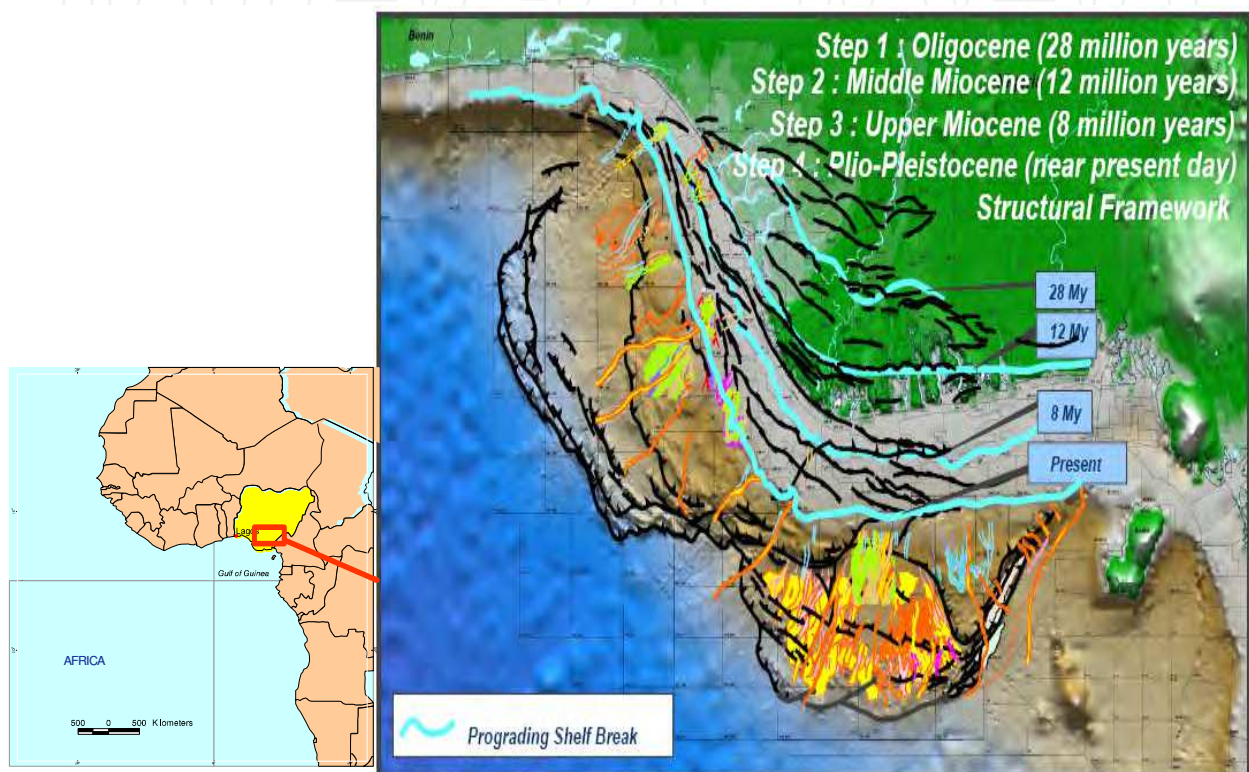 Benin
Step 1 : Oligocene (28 million years)
Step 2 : Middle Miocene (12 million years)
Step 3 : Upper Miocene (8 million years)
Step 4 : Plio-Pleistocene (near present day)
Structural Framework
28 My
12 My
8 My
Present
Prograding Shelf Break
Lagos
Gulf of Guinea
AFRICA
500 0 500 Kilometers